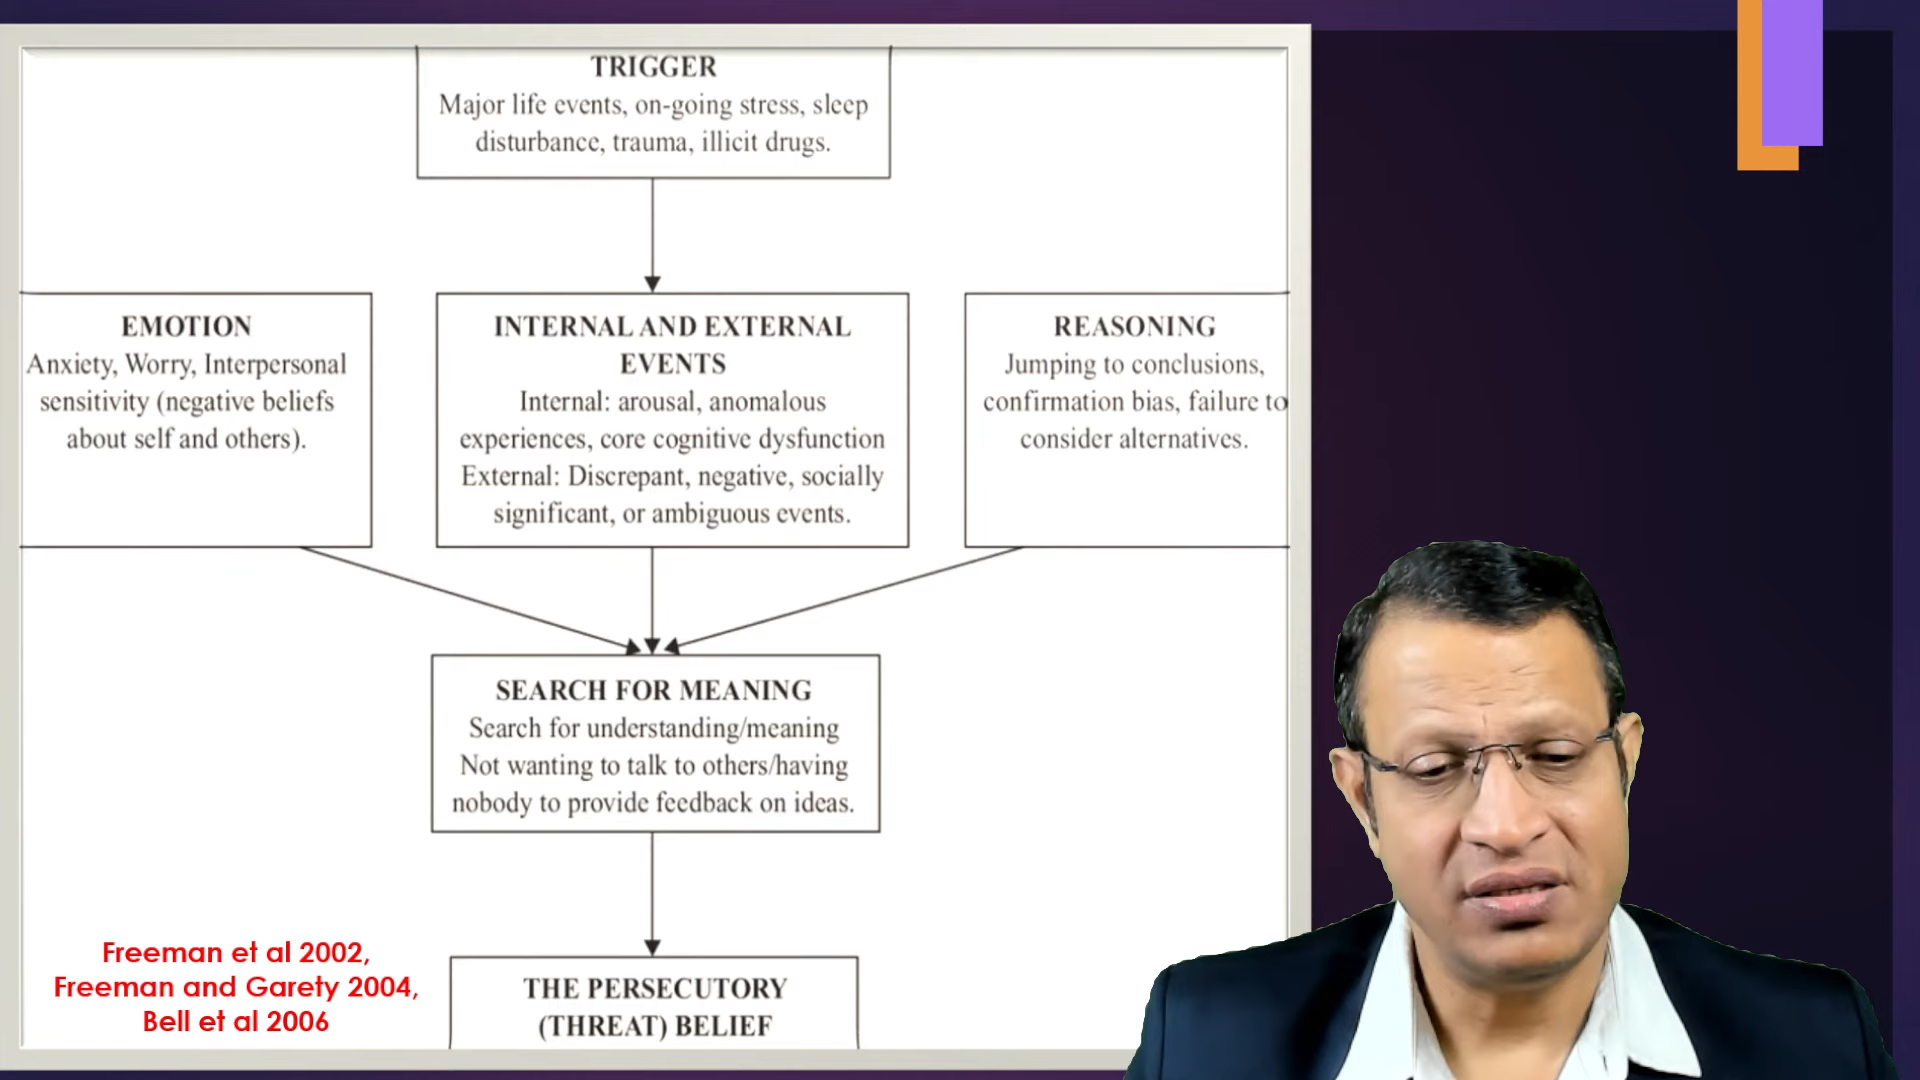 TRIGGER
Major life events, on-going stress, sleep
disturbance, trauma, illicit drugs.
EMOTION
Anxiety, Worry, Interpersonal
sensitivity (negative beliefs
about self and others).
INTERNAL AND EXTERNAL
EVENTS
Internal: arousal, anomalous
experiences, core cognitive dysfunction
External: Discrepant, negative, socially
significant, or ambiguous events.
REASONING
Jumping to conclusions,
confirmation bias, failure to
consider alternatives.
SEARCH FOR MEANING
Search for understanding/meaning
Not wanting to talk to others/having
nobody to provide feedback on ideas.
THE PERSECUTORY
(THREAT) BELIEF
Freeman et al 2002,
Freeman and Garety 2004,
Bell et al 2006